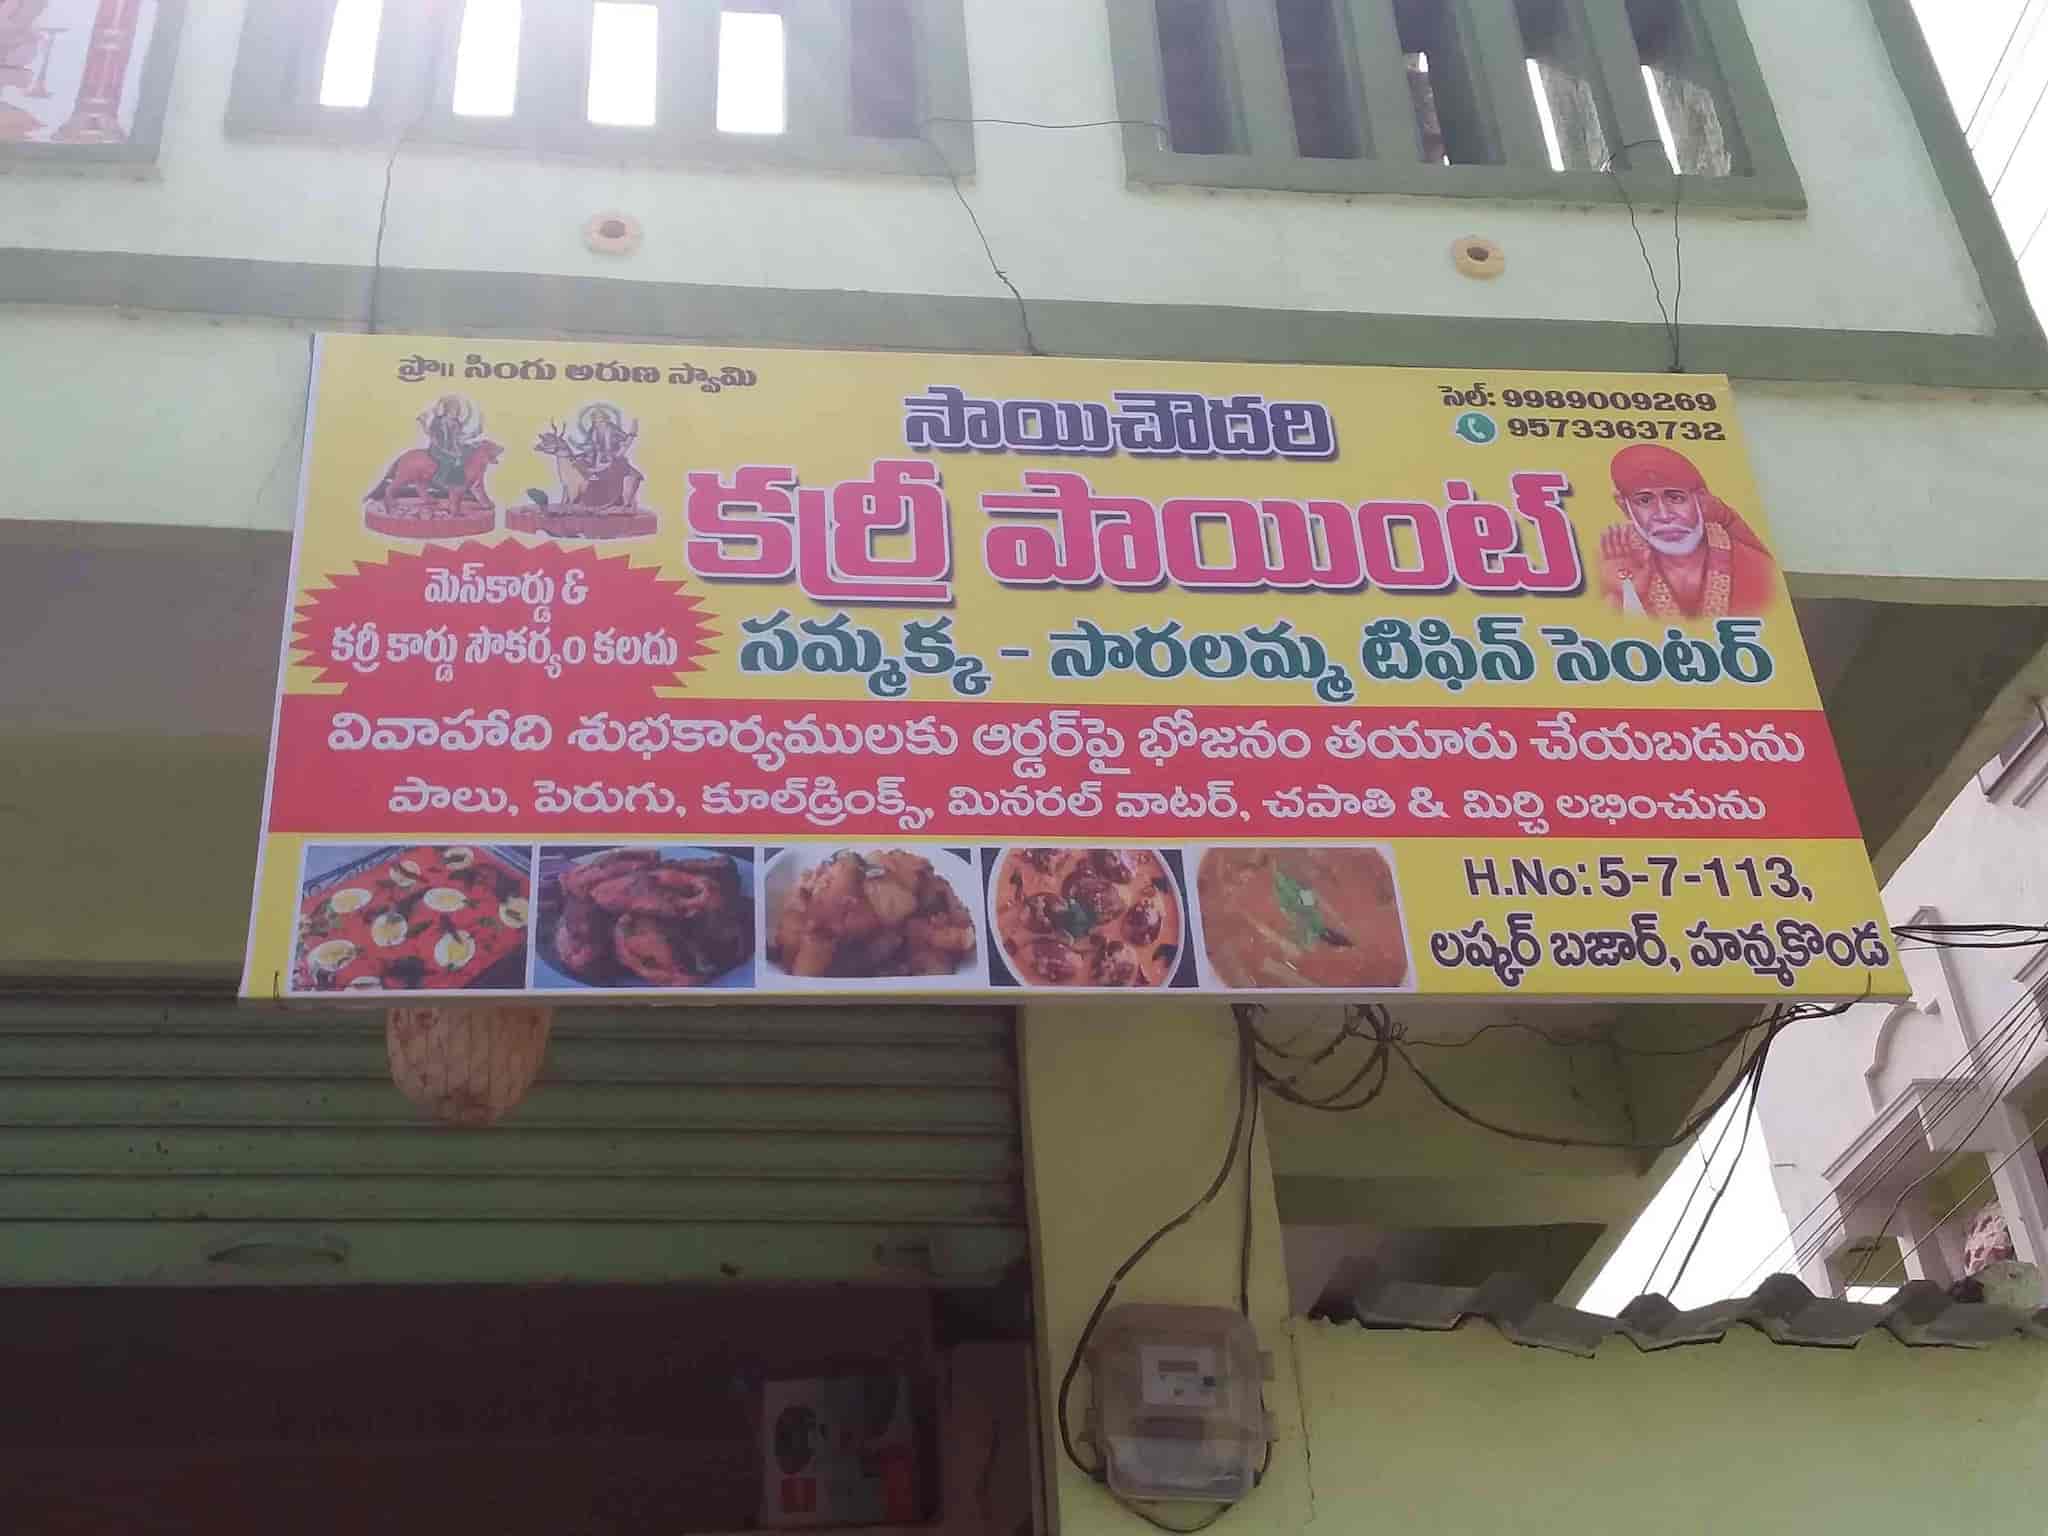 ప్రొ॥ సింగు అరుణ స్వామి
సెల్: 9989009269
9573363732
సాయిచౌదరి
కర్రీ పాయింట్
మెస్‌కార్డు &
కర్రీ కార్డు సౌకర్యం కలదు
సమ్మక్క - సారలమ్మ టిఫిన్ సెంటర్
వివాహాది శుభకార్యములకు ఆర్డర్‌పై భోజనం తయారు చేయబడును
పాలు, పెరుగు, కూల్‌డ్రింక్స్, మినరల్ వాటర్, చపాతి & మిర్చి లభించును
H.No: 5-7-113,
లష్కర్ బజార్, హన్మకొండ